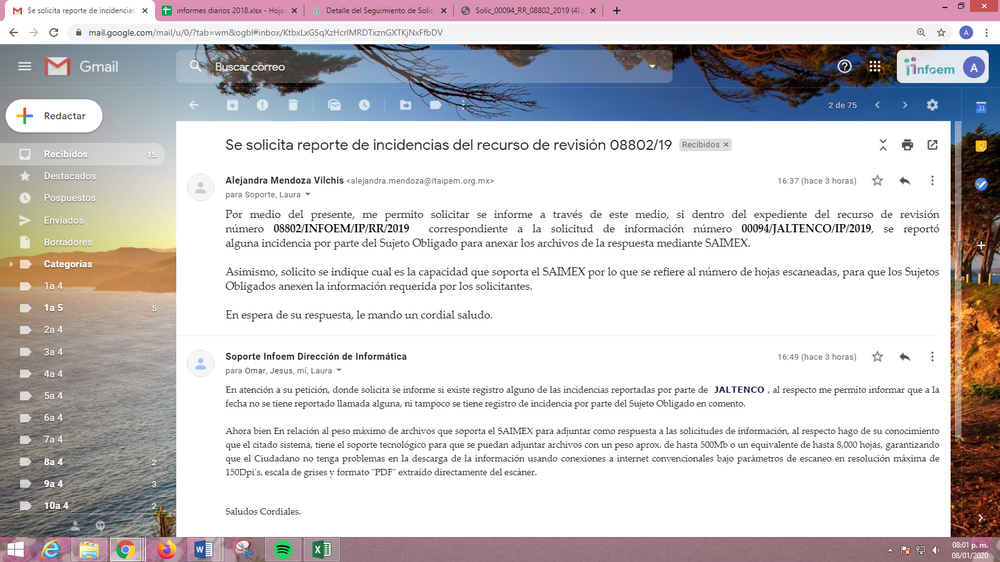 Se solicita reporte de incidencias
informes diarios 2018.xlsx - Hoja
Detalle del Seguimiento de Solici
Solic_00094_RR_08802_2019 (4).p
mail.google.com/mail/u/0/?tab=wm&ogbl#inbox/KtbxLxGSqXzHcrlMRDTxznGXTKjNxFfbDV
A
Gmail
Buscar correo
infoem
A
Redactar
2 de 75
31
Recibidos 15
Destacados
Pospuestos
Enviados
Borradores
Categorías
1a 4
1a 5 5
2a 4
3a 4
4a 4
5a 4
6a 4
7a 4
8a 4 2
9a 4 3
10a 4 2
Se solicita reporte de incidencias del recurso de revisión 08802/19 Recibidos ×
Alejandra Mendoza Vilchis <alejandra.mendoza@itaipem.org.mx> 16:37 (hace 3 horas)
para Soporte, Laura
Por medio del presente, me permito solicitar se informe a través de este medio, si dentro del expediente del recurso de revisión
número 08802/INFOEM/IP/RR/2019 correspondiente a la solicitud de información número 00094/JALTENCO/IP/2019, se reportó
alguna incidencia por parte del Sujeto Obligado para anexar los archivos de la respuesta mediante SAIMEX.
Asimismo, solicito se indique cual es la capacidad que soporta el SAIMEX por lo que se refiere al número de hojas escaneadas, para que los Sujetos
Obligados anexen la información requerida por los solicitantes.
En espera de su respuesta, le mando un cordial saludo.
Soporte Infoem Dirección de Informática 16:49 (hace 3 horas)
para Omar, Jesus, mí, Laura
En atención a su petición, donde solicita se informe si existe registro alguno de las incidencias reportadas por parte de JALTENCO , al respecto me permito informar que a la
fecha no se tiene reportado llamada alguna, ni tampoco se tiene registro de incidencia por parte del Sujeto Obligado en comento.
Ahora bien En relación al peso máximo de archivos que soporta el SAIMEX para adjuntar como respuesta a las solicitudes de información, al respecto hago de su conocimiento
que el citado sistema, tiene el soporte tecnológico para que se puedan adjuntar archivos con un peso aprox. de hasta 500Mb o un equivalente de hasta 8,000 hojas, garantizando
que el Ciudadano no tenga problemas en la descarga de la información usando conexiones a internet convencionales bajo parámetros de escaneo en resolución máxima de
150Dpi's, escala de grises y formato "PDF" extraído directamente del escáner.
Saludos Cordiales.
08:01 p. m.
08/01/2020